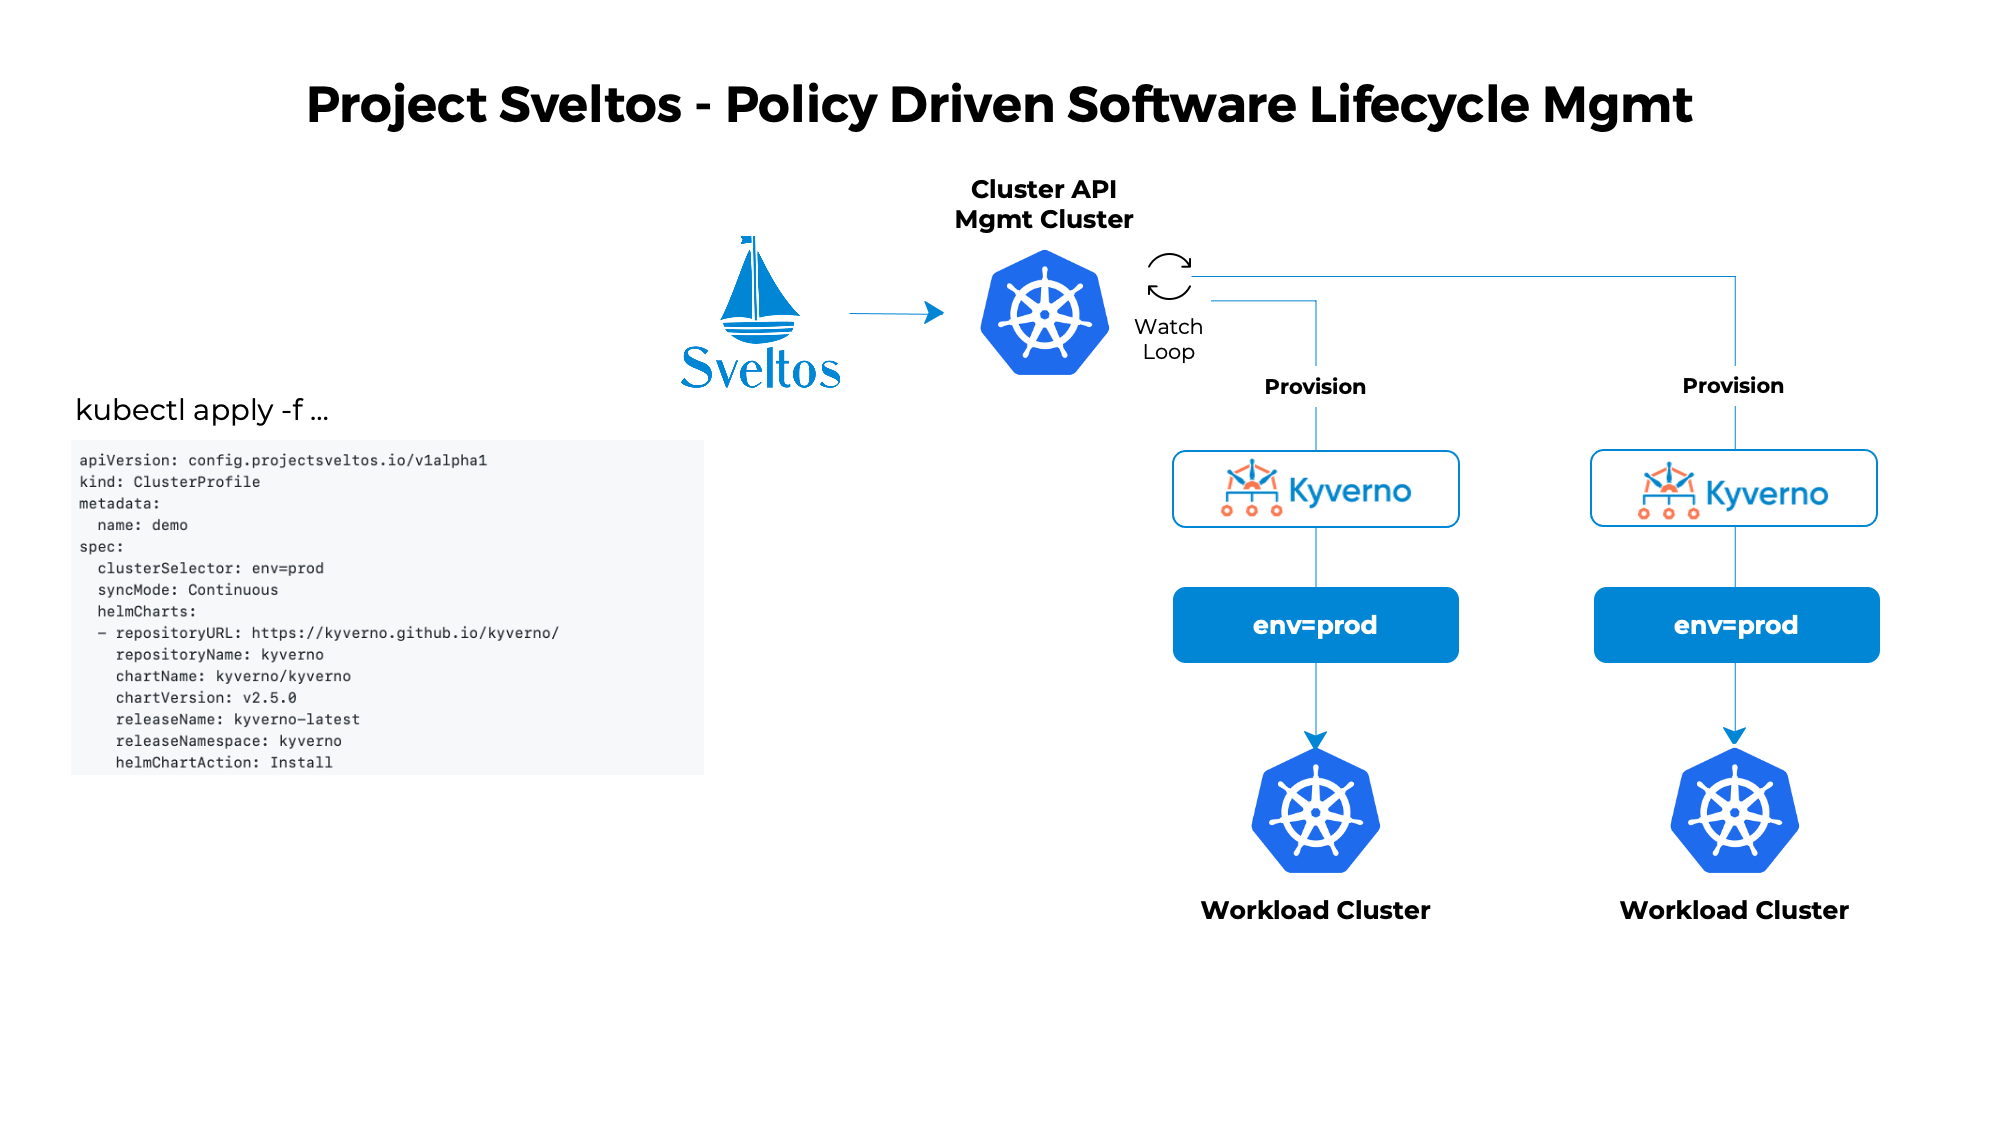 Project Sveltos - Policy Driven Software Lifecycle Mgmt
Cluster API
Mgmt Cluster
Sveltos
Watch
Loop
Provision
Provision
kubectl apply -f ...
apiVersion: config.projectsveltos.io/v1alpha1
kind: ClusterProfile
metadata:
  name: demo
spec:
  clusterSelector: env=prod
  syncMode: Continuous
  helmCharts:
  - repositoryURL: https://kyverno.github.io/kyverno/
    repositoryName: kyverno
    chartName: kyverno/kyverno
    chartVersion: v2.5.0
    releaseName: kyverno-latest
    releaseNamespace: kyverno
    helmChartAction: Install
Kyverno
Kyverno
env=prod
env=prod
Workload Cluster
Workload Cluster